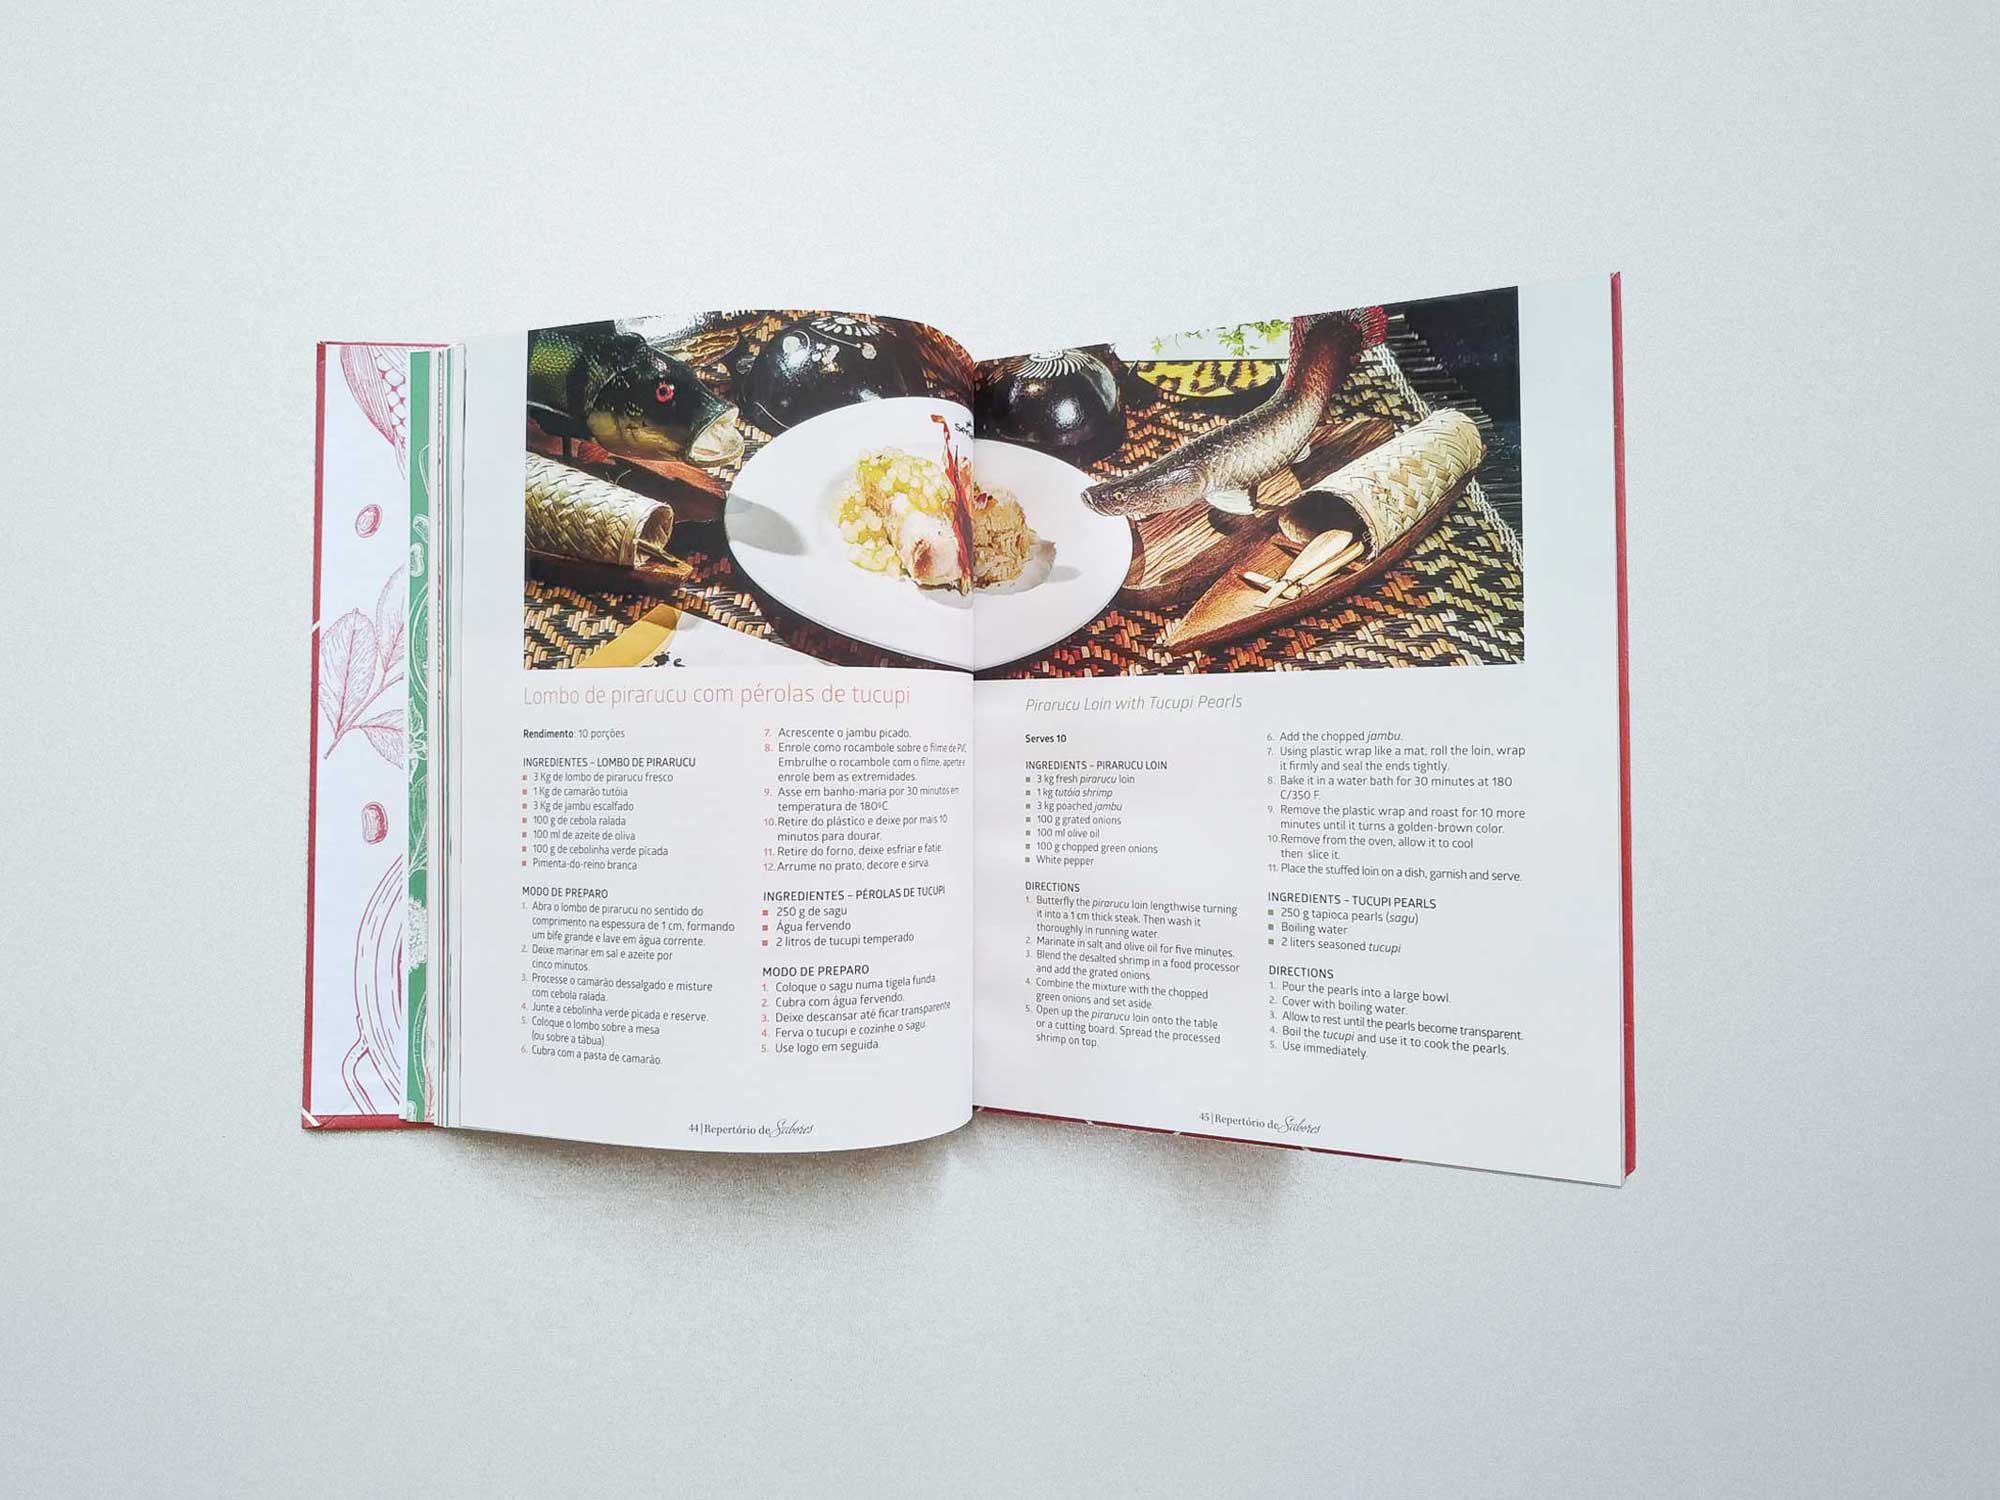 Lombo de pirarucu com pérolas de tucupi
Rendimento: 10 porções
INGREDIENTES – LOMBO DE PIRARUCU
3 Kg de lombo de pirarucu fresco
1 Kg de camarão tutóia
3 Kg de jambu escalfado
100 g de cebola ralada
100 ml de azeite de oliva
100 g de cebolinha verde picada
Pimenta-do-reino branca
MODO DE PREPARO
1. Abra o lombo de pirarucu no sentido do
comprimento na espessura de 1 cm, formando
um bife grande e lave em água corrente.
2. Deixe marinar em sal e azeite por
cinco minutos.
3. Processe o camarão dessalgado e misture
com cebola ralada.
4. Junte a cebolinha verde picada e reserve.
5. Coloque o lombo sobre a mesa
(ou sobre a tábua).
6. Cubra com a pasta de camarão.
7. Acrescente o jambu picado.
8. Enrole como rocambole sobre o filme de PVC.
Embrulhe o rocambole com o filme, aperte e
enrole bem as extremidades.
9. Asse em banho-maria por 30 minutos em
temperatura de 180ºC.
10. Retire do plástico e deixe por mais 10
minutos para dourar.
11. Retire do forno, deixe esfriar e fatie.
12. Arrume no prato, decore e sirva.
INGREDIENTES – PÉROLAS DE TUCUPI
250 g de sagu
Água fervendo
2 litros de tucupi temperado
MODO DE PREPARO
1. Coloque o sagu numa tigela funda.
2. Cubra com água fervendo.
3. Deixe descansar até ficar transparente
4. Ferva o tucupi e cozinhe o sagu.
5. Use logo em seguida.
44 | Repertório de Sabores
Pirarucu Loin with Tucupi Pearls
Serves 10
INGREDIENTS – PIRARUCU LOIN
3 kg fresh pirarucu loin
1 kg tutóia shrimp
3 kg poached jambu
100 g grated onions
100 ml olive oil
100 g chopped green onions
White pepper
DIRECTIONS
1. Butterfly the pirarucu loin lengthwise turning
it into a 1 cm thick steak. Then wash it
thoroughly in running water.
2. Marinate in salt and olive oil for five minutes.
3. Blend the desalted shrimp in a food processor
and add the grated onions.
4. Combine the mixture with the chopped
green onions and set aside.
5. Open up the pirarucu loin onto the table
or a cutting board. Spread the processed
shrimp on top.
6. Add the chopped jambu.
7. Using plastic wrap like a mat, roll the loin, wrap
it firmly and seal the ends tightly.
8. Bake it in a water bath for 30 minutes at 180
C/350 F.
9. Remove the plastic wrap and roast for 10 more
minutes until it turns a golden-brown color.
10. Remove from the oven, allow it to cool
then slice it.
11. Place the stuffed loin on a dish, garnish and serve.
INGREDIENTS – TUCUPI PEARLS
250 g tapioca pearls (sagu)
Boiling water
2 liters seasoned tucupi
DIRECTIONS
1. Pour the pearls into a large bowl.
2. Cover with boiling water.
3. Allow to rest until the pearls become transparent.
4. Boil the tucupi and use it to cook the pearls.
5. Use immediately.
45 | Repertório de Sabores